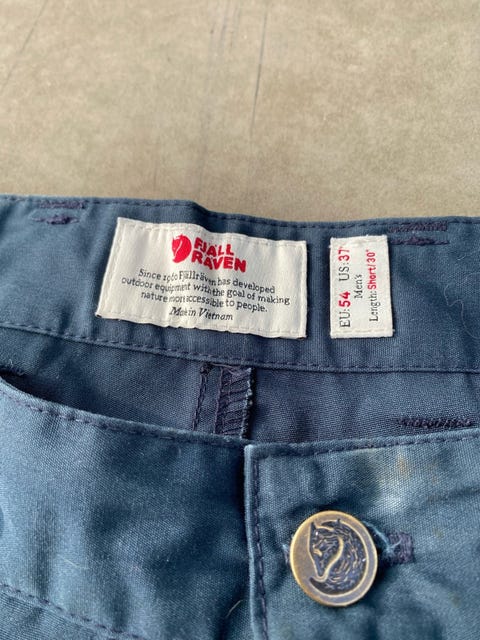 FJÄLL
RÄVEN
Since 1960 Fjällräven has developed
outdoor equipment with the goal of making
nature more accessible to people.
Made in Vietnam
EU: 54 US: 37"
Men's
Length: Short/30"